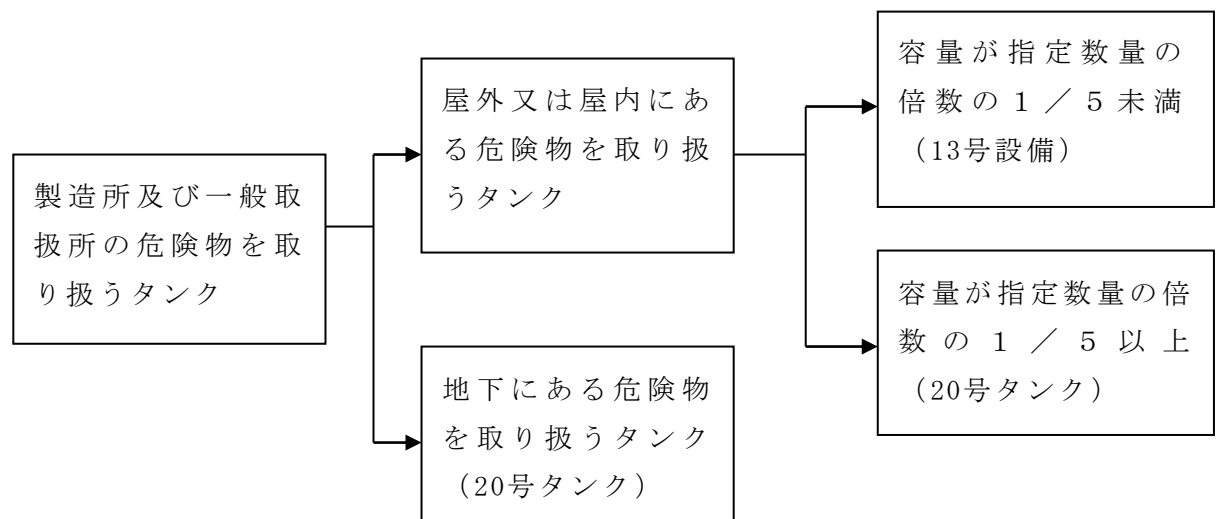 製造所及び一般取
扱所の危険物を取
り扱うタンク
屋外又は屋内にあ
る危険物を取り扱
うタンク
容量が指定数量の
倍数の１／５未満
（13号設備）
容量が指定数量の倍
数の１／５以上
（20号タンク）
地下にある危険物
を取り扱うタンク
（20号タンク）